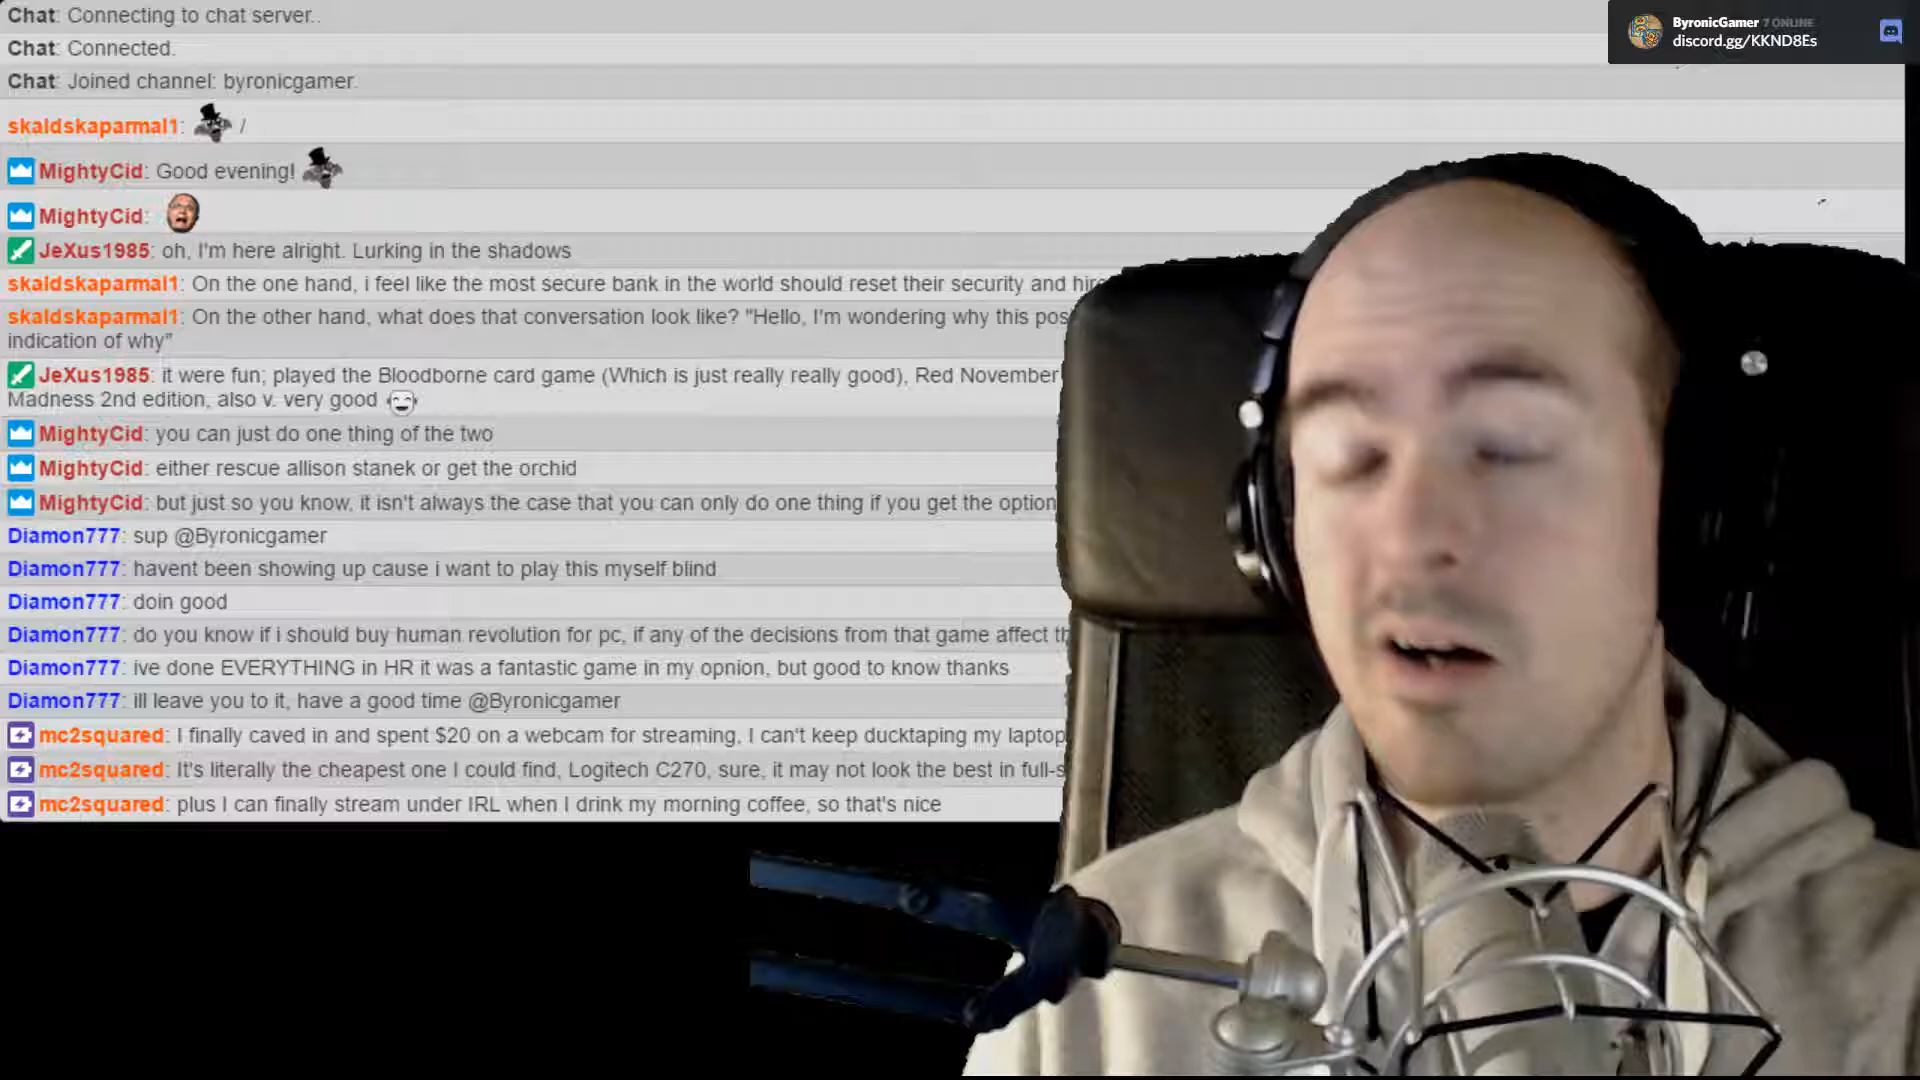 Chat: Connecting to chat server..
ByronicGamer 7 ONLINE
discord.gg/KKND8Es
Chat: Connected.
Chat: Joined channel: byronicgamer.
skaldskaparmal1: /
MightyCid: Good evening!
MightyCid:
JeXus1985: oh, I'm here alright. Lurking in the shadows
skaldskaparmal1: On the one hand, i feel like the most secure bank in the world should reset their security and hire
skaldskaparmal1: On the other hand, what does that conversation look like? "Hello, I'm wondering why this pos
indication of why"
JeXus1985: it were fun; played the Bloodborne card game (Which is just really really good), Red November
Madness 2nd edition, also v. very good
MightyCid: you can just do one thing of the two
MightyCid: either rescue allison stanek or get the orchid
MightyCid: but just so you know, it isn't always the case that you can only do one thing if you get the option
Diamon777: sup @Byronicgamer
Diamon777: havent been showing up cause i want to play this myself blind
Diamon777: doin good
Diamon777: do you know if i should buy human revolution for pc, if any of the decisions from that game affect th
Diamon777: ive done EVERYTHING in HR it was a fantastic game in my opnion, but good to know thanks
Diamon777: ill leave you to it, have a good time @Byronicgamer
mc2squared: I finally caved in and spent $20 on a webcam for streaming, I can't keep ducktaping my laptop
mc2squared: It's literally the cheapest one I could find, Logitech C270, sure, it may not look the best in full-s
mc2squared: plus I can finally stream under IRL when I drink my morning coffee, so that's nice